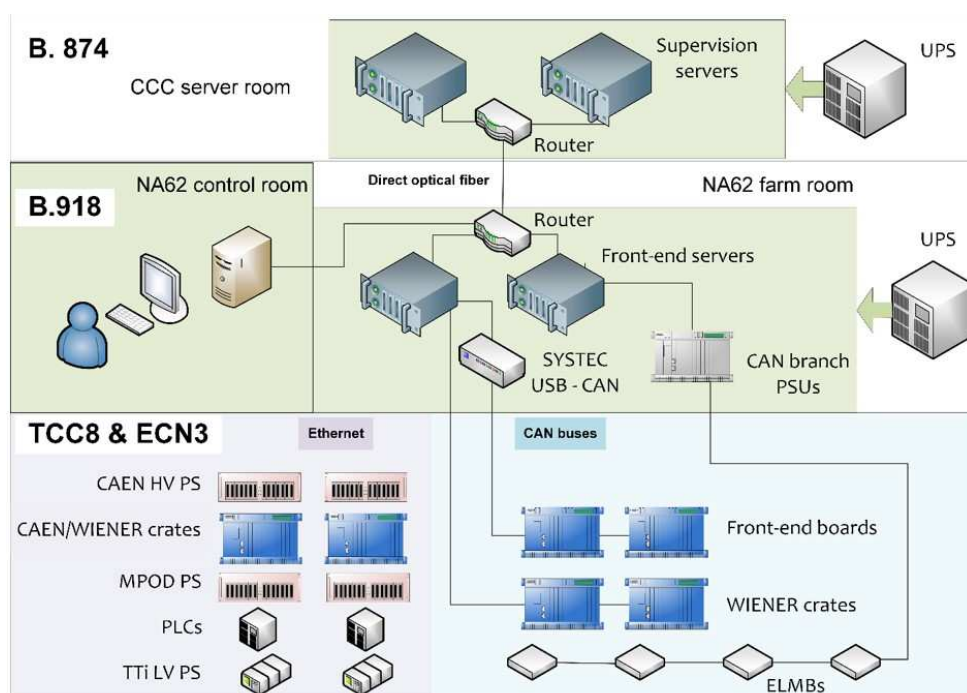 B. 874
CCC server room
Supervision
servers
UPS
Router
Direct optical fiber
NA62 control room
NA62 farm room
B.918
Router
Front-end servers
UPS
SYSTEC
USB - CAN
CAN branch
PSUs
TCC8 & ECN3
Ethernet
CAN buses
CAEN HV PS
CAEN/WIENER crates
Front-end boards
MPOD PS
WIENER crates
PLCs
TTi LV PS
ELMBs